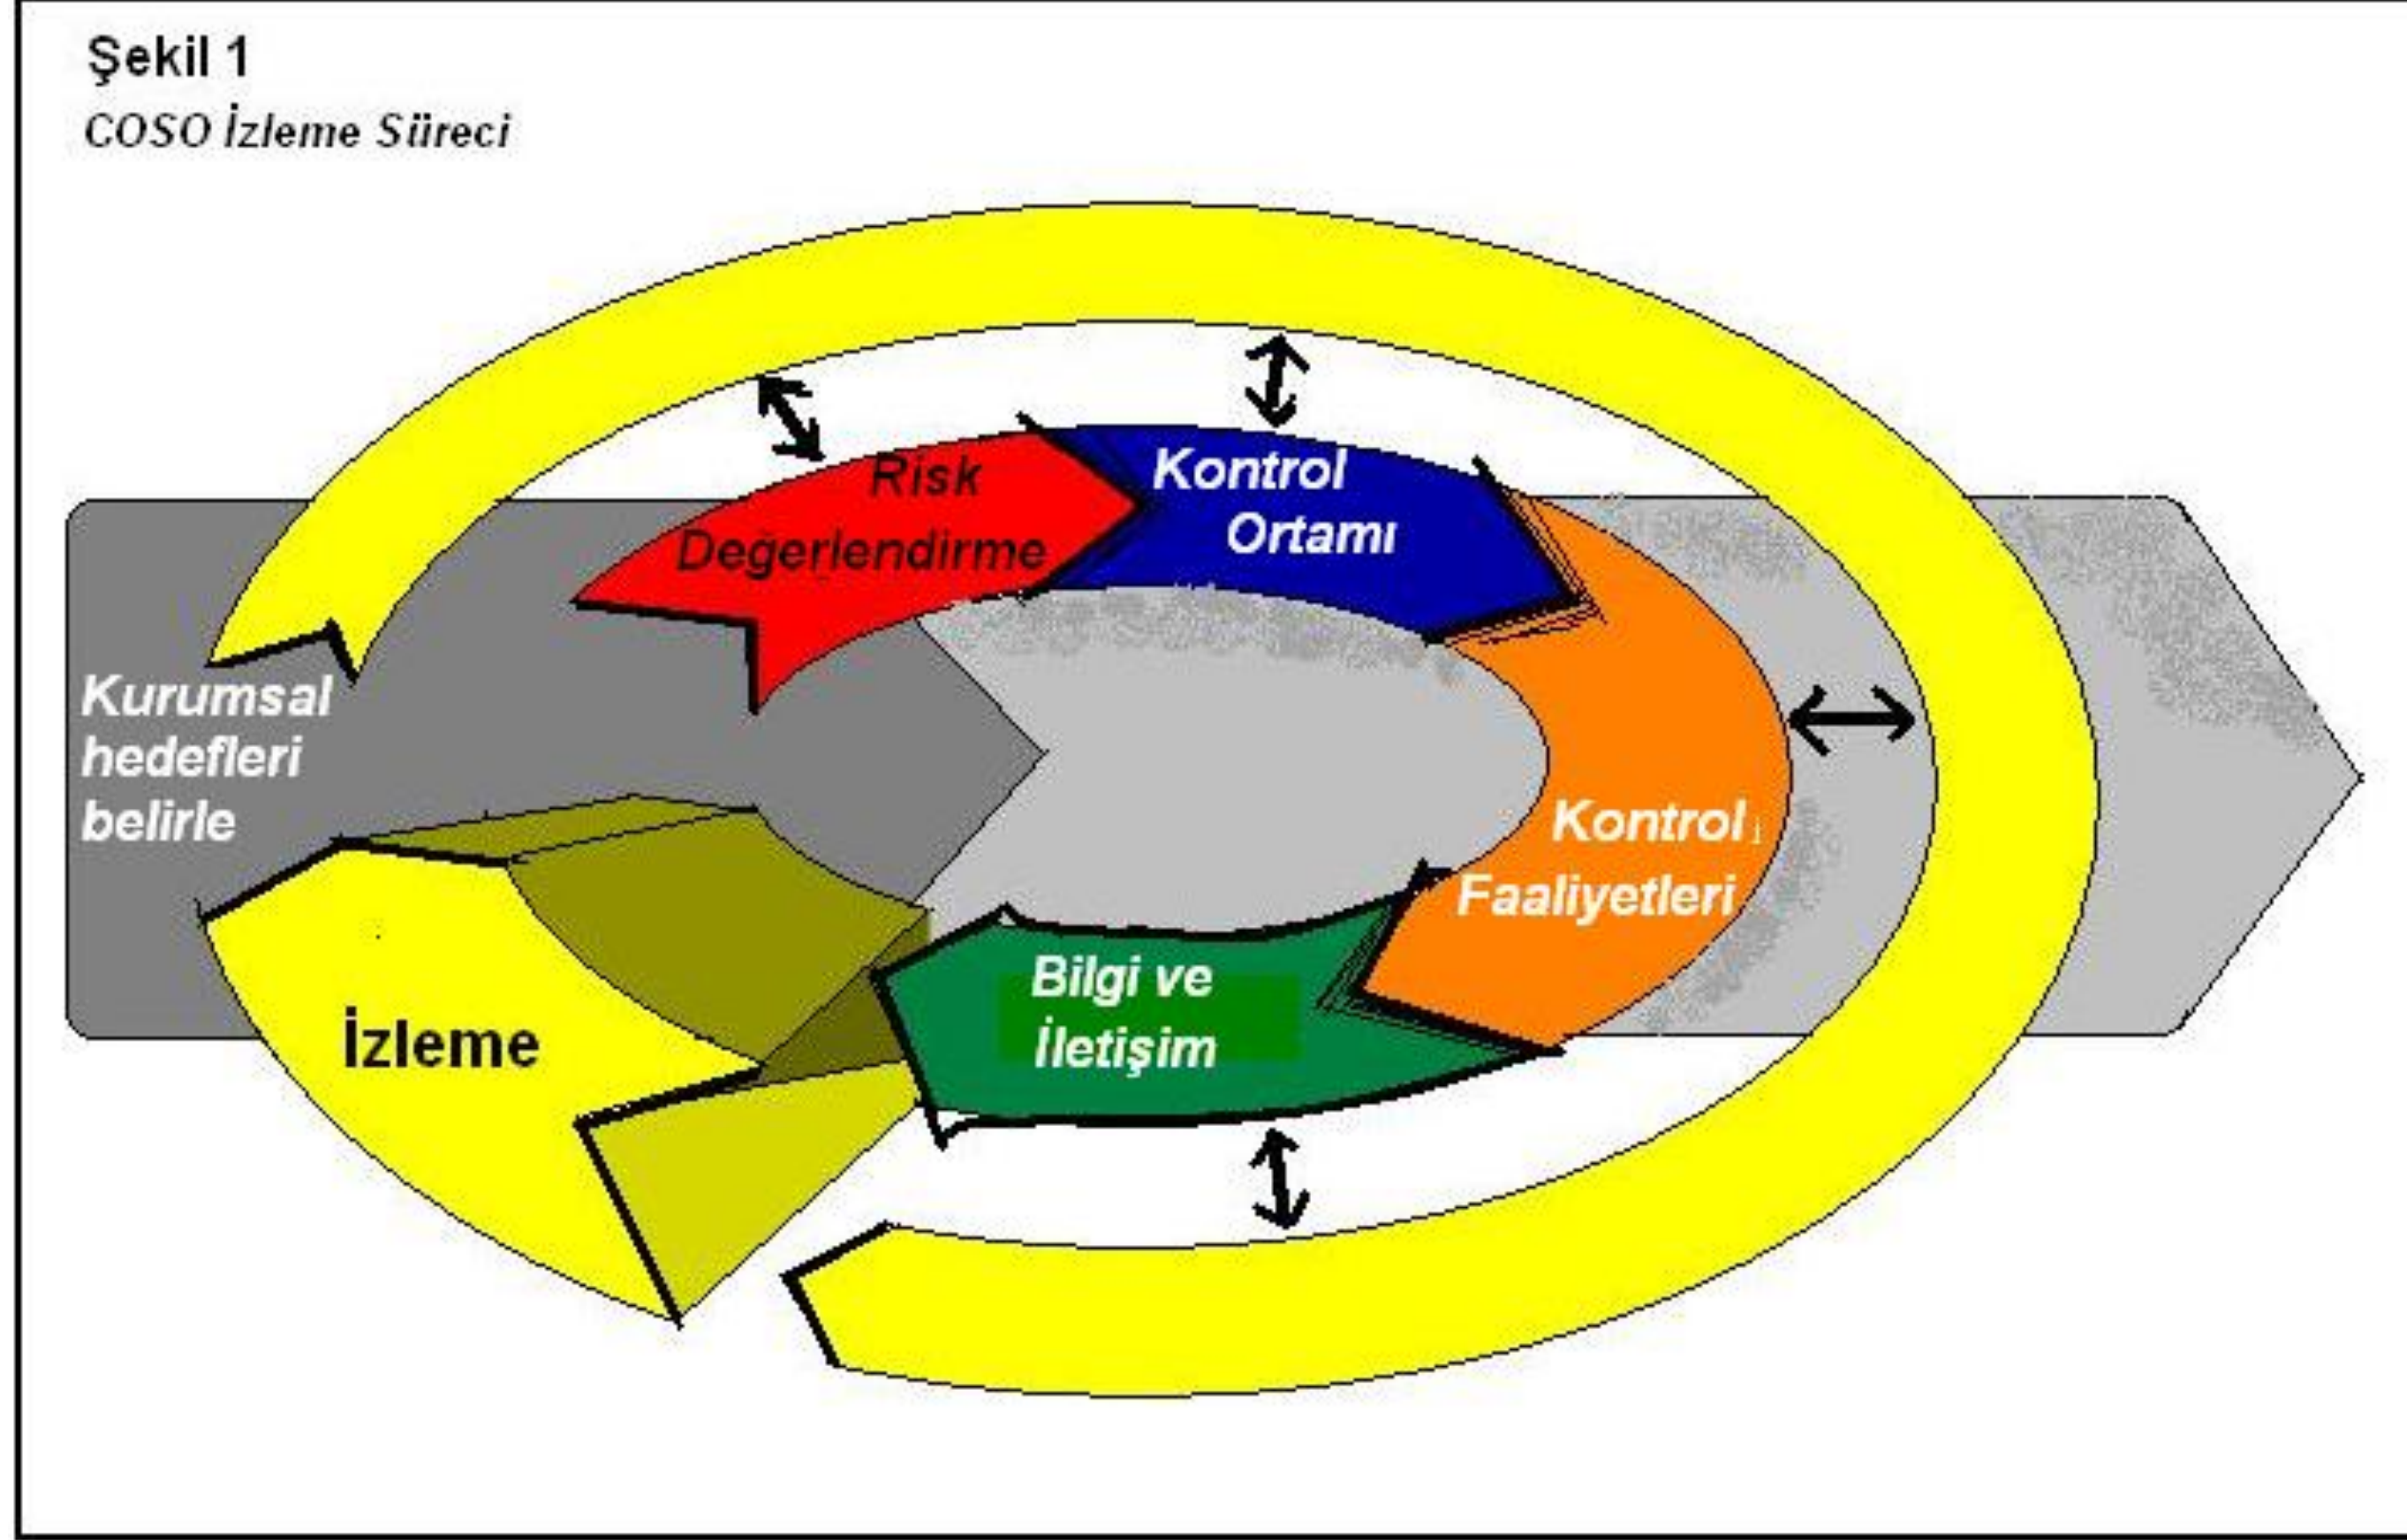 Şekil 1
COSO İzleme Süreci
Risk
Değerlendirme
Kontrol
Ortamı
Kurumsal
hedefleri
belirle
Kontrol
Faaliyetleri
Bilgi ve
İletişim
İzleme